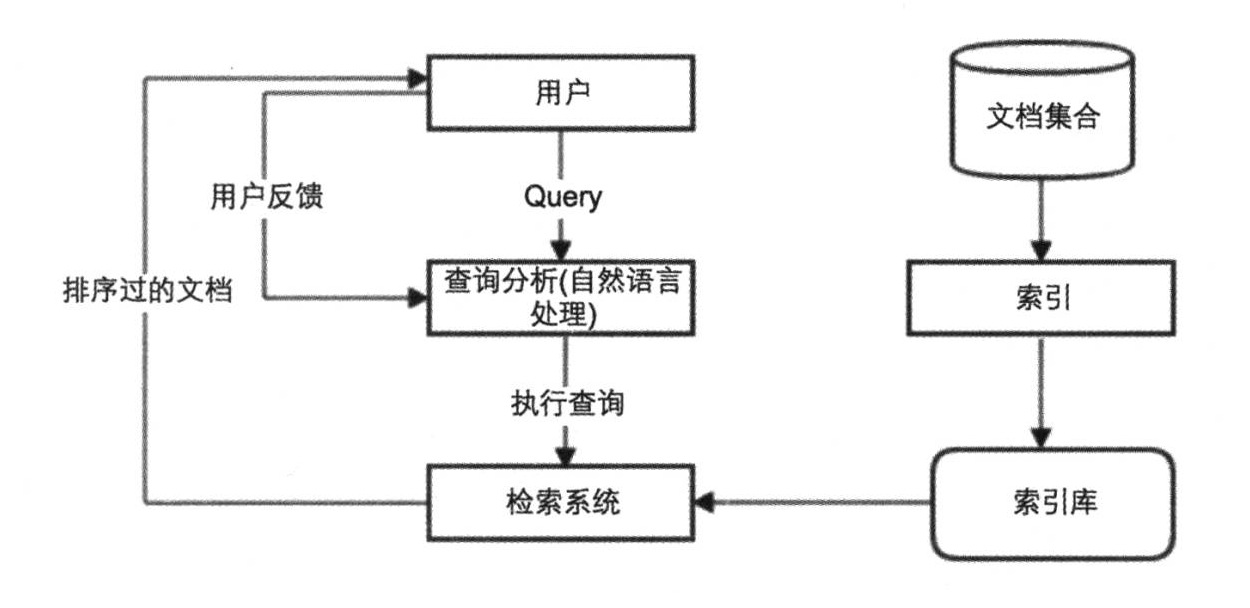 用户
文档集合
用户反馈
Query
排序过的文档
查询分析(自然语言
处理)
索引
执行查询
检索系统
索引库